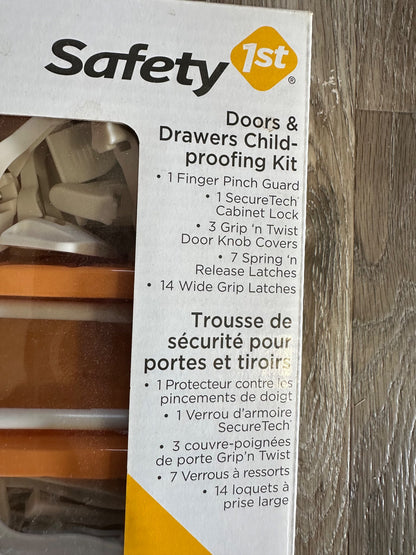 Safety 1st®
Doors &
Drawers Child-
proofing Kit
• 1 Finger Pinch Guard
• 1 SecureTech®
Cabinet Lock
• 3 Grip ‘n Twist
Door Knob Covers
• 7 Spring ‘n
Release Latches
• 14 Wide Grip Latches
Trousse de
sécurité pour
portes et tiroirs
• 1 Protecteur contre les
pincements de doigt
• 1 Verrou d’armoire
SecureTech®
• 3 couvre-poignées
de porte Grip’n Twist
• 7 Verrous à ressorts
• 14 loquets à
prise large